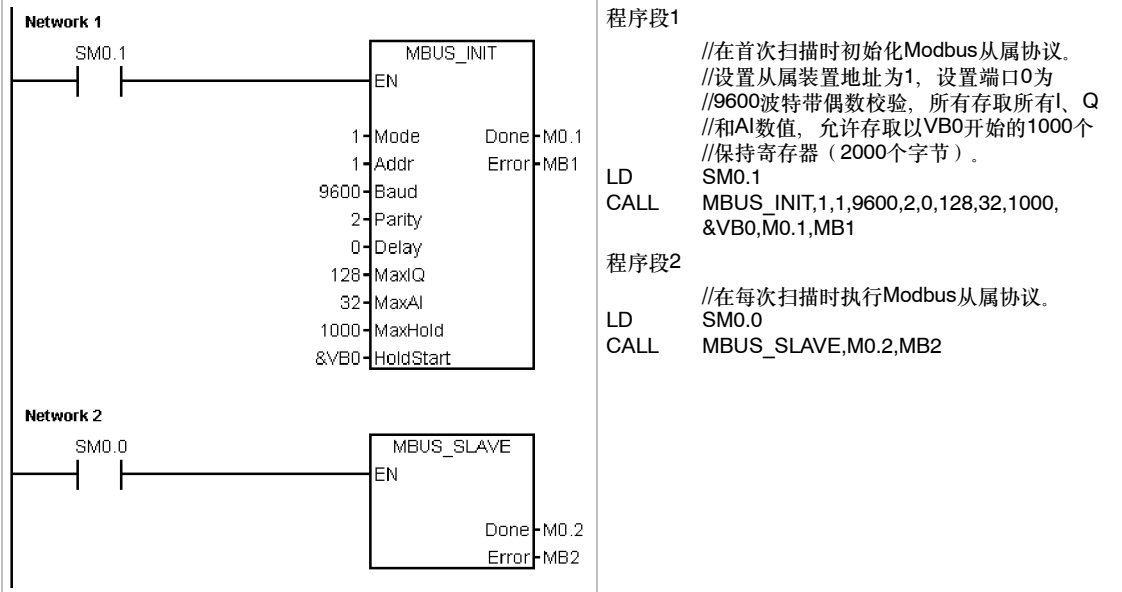 Network 1
SM0.1
MBUS_INIT
EN
1 Mode Done M0.1
1 Addr Error MB1
9600 Baud
2 Parity
0 Delay
128 MaxIQ
32 MaxAI
1000 MaxHold
&VB0 HoldStart
Network 2
SM0.0
MBUS_SLAVE
EN
Done M0.2
Error MB2
程序段1
//在首次扫描时初始化Modbus从属协议。
//设置从属装置地址为1，设置端口0为
//9600波特带偶数校验，所有存取所有I、Q
//和AI数值，允许存取以VB0开始的1000个
//保持寄存器（2000个字节）。
LD SM0.1
CALL MBUS_INIT,1,1,9600,2,0,128,32,1000,
&VB0,M0.1,MB1
程序段2
//在每次扫描时执行Modbus从属协议。
LD SM0.0
CALL MBUS_SLAVE,M0.2,MB2